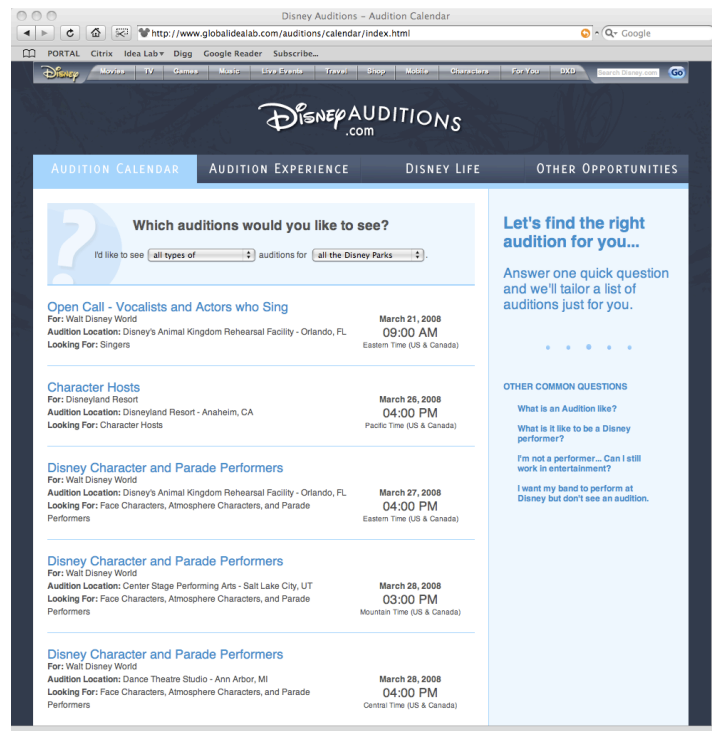 Disney Auditions – Audition Calendar
http://www.globalidealab.com/auditions/calendar/index.html
Google
PORTAL Citrix Idea Lab Digg Google Reader Subscribe...
Disney Movies TV Games Music Live Events Travel Shop Mobile Characters For You DXD Search Disney.com Go
Disney AUDITIONS
.com
AUDITION CALENDAR AUDITION EXPERIENCE DISNEY LIFE OTHER OPPORTUNITIES
?
Which auditions would you like to see?
I'd like to see all types of auditions for all the Disney Parks .
Open Call - Vocalists and Actors who Sing
For: Walt Disney World
Audition Location: Disney's Animal Kingdom Rehearsal Facility - Orlando, FL
Looking For: Singers
March 21, 2008
09:00 AM
Eastern Time (US & Canada)
Character Hosts
For: Disneyland Resort
Audition Location: Disneyland Resort - Anaheim, CA
Looking For: Character Hosts
March 26, 2008
04:00 PM
Pacific Time (US & Canada)
Disney Character and Parade Performers
For: Walt Disney World
Audition Location: Disney's Animal Kingdom Rehearsal Facility - Orlando, FL
Looking For: Face Characters, Atmosphere Characters, and Parade
Performers
March 27, 2008
04:00 PM
Eastern Time (US & Canada)
Disney Character and Parade Performers
For: Walt Disney World
Audition Location: Center Stage Performing Arts - Salt Lake City, UT
Looking For: Face Characters, Atmosphere Characters, and Parade
Performers
March 28, 2008
03:00 PM
Mountain Time (US & Canada)
Disney Character and Parade Performers
For: Walt Disney World
Audition Location: Dance Theatre Studio - Ann Arbor, MI
Looking For: Face Characters, Atmosphere Characters, and Parade
Performers
March 28, 2008
04:00 PM
Central Time (US & Canada)
Let's find the right
audition for you...
Answer one quick question
and we'll tailor a list of
auditions just for you.
OTHER COMMON QUESTIONS
What is an Audition like?
What is it like to be a Disney
performer?
I'm not a performer... Can I still
work in entertainment?
I want my band to perform at
Disney but don't see an audition.